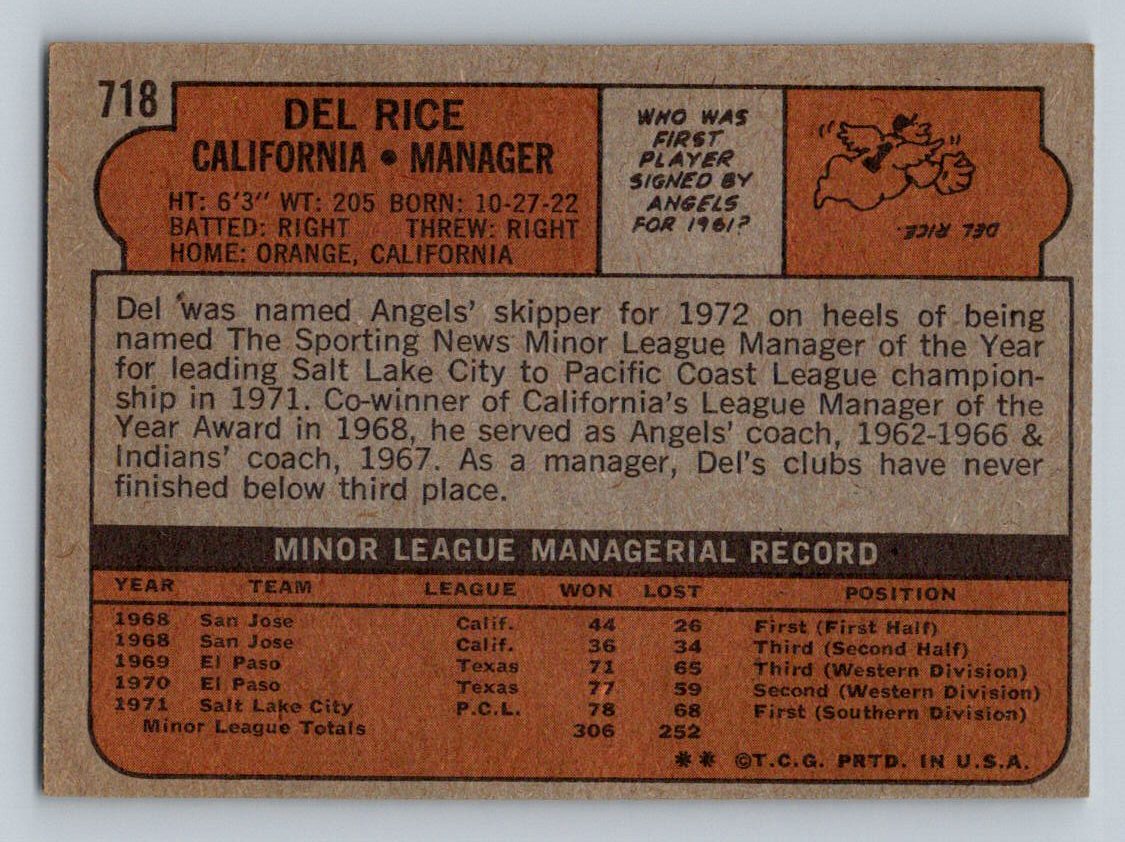 718
DEL RICE
CALIFORNIA • MANAGER
HT: 6'3" WT: 205 BORN: 10-27-22
BATTED: RIGHT THREW: RIGHT
HOME: ORANGE, CALIFORNIA
WHO WAS
FIRST
PLAYER
SIGNED BY
ANGELS
FOR 1961?
DEL RICE.
Del was named Angels' skipper for 1972 on heels of being
named The Sporting News Minor League Manager of the Year
for leading Salt Lake City to Pacific Coast League champion-
ship in 1971. Co-winner of California's League Manager of the
Year Award in 1968, he served as Angels' coach, 1962-1966 &
Indians' coach, 1967. As a manager, Del's clubs have never
finished below third place.
MINOR LEAGUE MANAGERIAL RECORD
YEAR TEAM LEAGUE WON LOST POSITION
1968 San Jose Calif. 44 26 First (First Half)
1968 San Jose Calif. 36 34 Third (Second Half)
1969 El Paso Texas 71 65 Third (Western Division)
1970 El Paso Texas 77 59 Second (Western Division)
1971 Salt Lake City P.C.L. 78 68 First (Southern Division)
Minor League Totals 306 252
** ©T.C.G. PRTD. IN U.S.A.